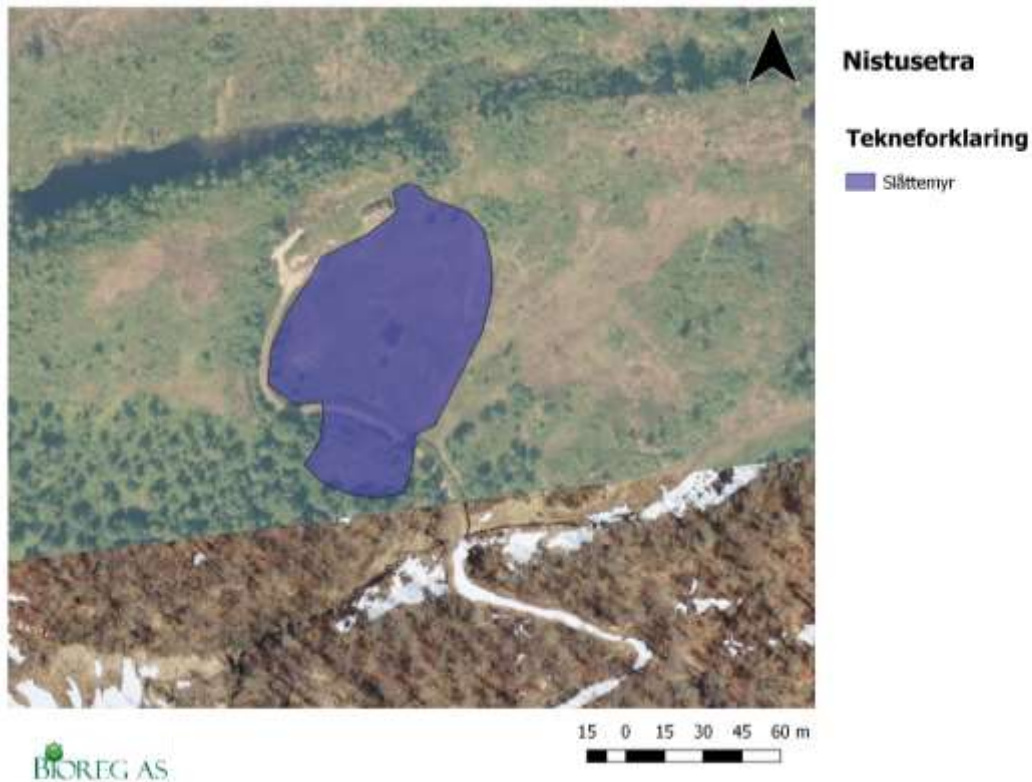 Nistusetra
Tekneforklaring
Slåttemyr
15 0 15 30 45 60 m
BIOREG AS